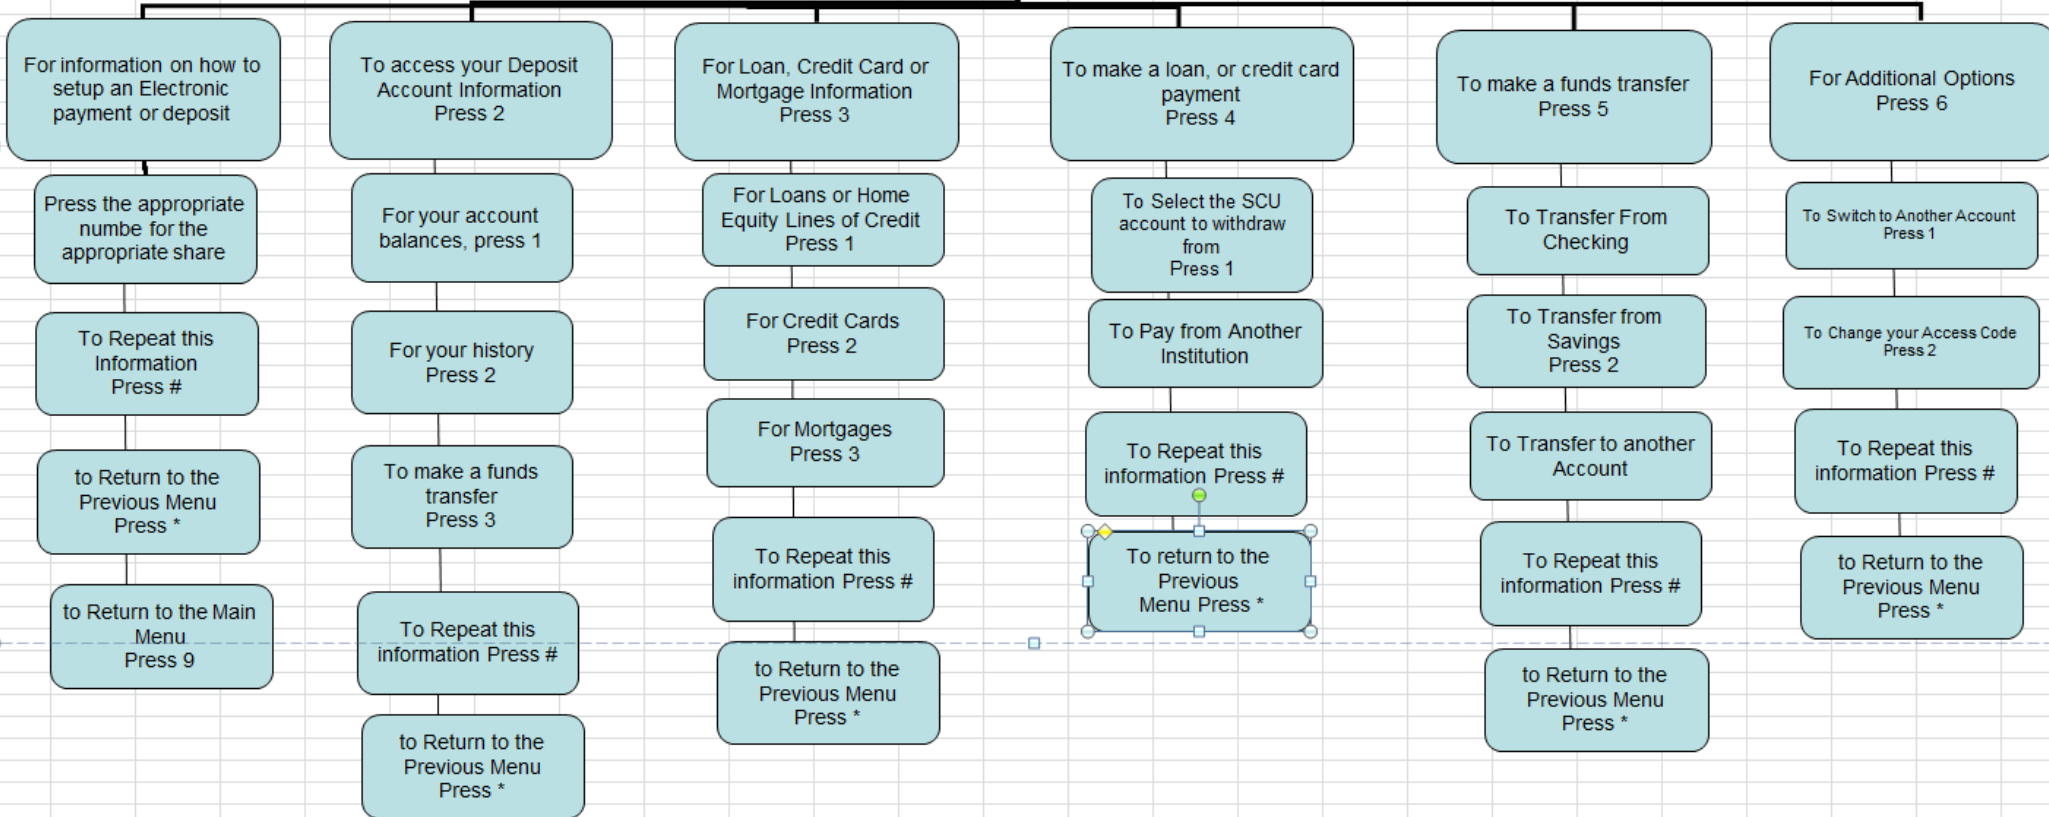 For information on how to
setup an Electronic
payment or deposit
Press the appropriate
numbe for the
appropriate share
To Repeat this
Information
Press #
to Return to the
Previous Menu
Press *
to Return to the Main
Menu
Press 9
To access your Deposit
Account Information
Press 2
For your account
balances, press 1
For your history
Press 2
To make a funds
transfer
Press 3
To Repeat this
information Press #
to Return to the
Previous Menu
Press *
For Loan, Credit Card or
Mortgage Information
Press 3
For Loans or Home
Equity Lines of Credit
Press 1
For Credit Cards
Press 2
For Mortgages
Press 3
To Repeat this
information Press #
to Return to the
Previous Menu
Press *
To make a loan, or credit card
payment
Press 4
To Select the SCU
account to withdraw
from
Press 1
To Pay from Another
Institution
To Repeat this
information Press #
To return to the
Previous
Menu Press *
To make a funds transfer
Press 5
To Transfer From
Checking
To Transfer from
Savings
Press 2
To Transfer to another
Account
To Repeat this
information Press #
to Return to the
Previous Menu
Press *
For Additional Options
Press 6
To Switch to Another Account
Press 1
To Change your Access Code
Press 2
To Repeat this
information Press #
to Return to the
Previous Menu
Press *